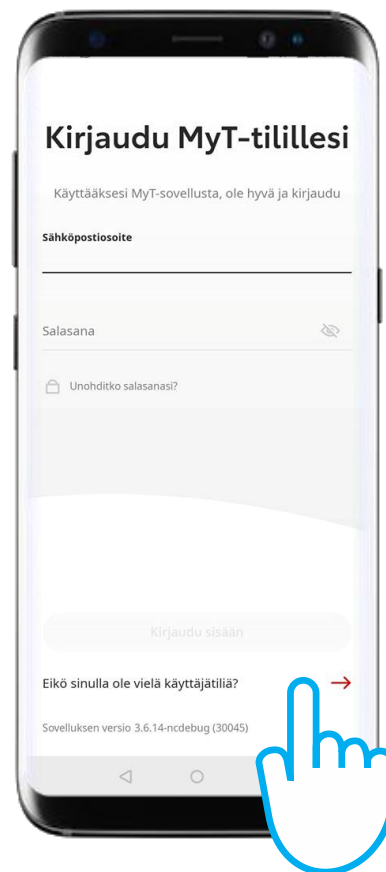 Kirjaudu MyT-tilillesi
Käyttääksesi MyT-sovellusta, ole hyvä ja kirjaudu
Sähköpostiosoite
Salasana
Unohditko salasanasi?
Kirjaudu sisään
Eikö sinulla ole vielä käyttäjätiliä?
Sovelluksen versio 3.6.14-ncdebug (30045)